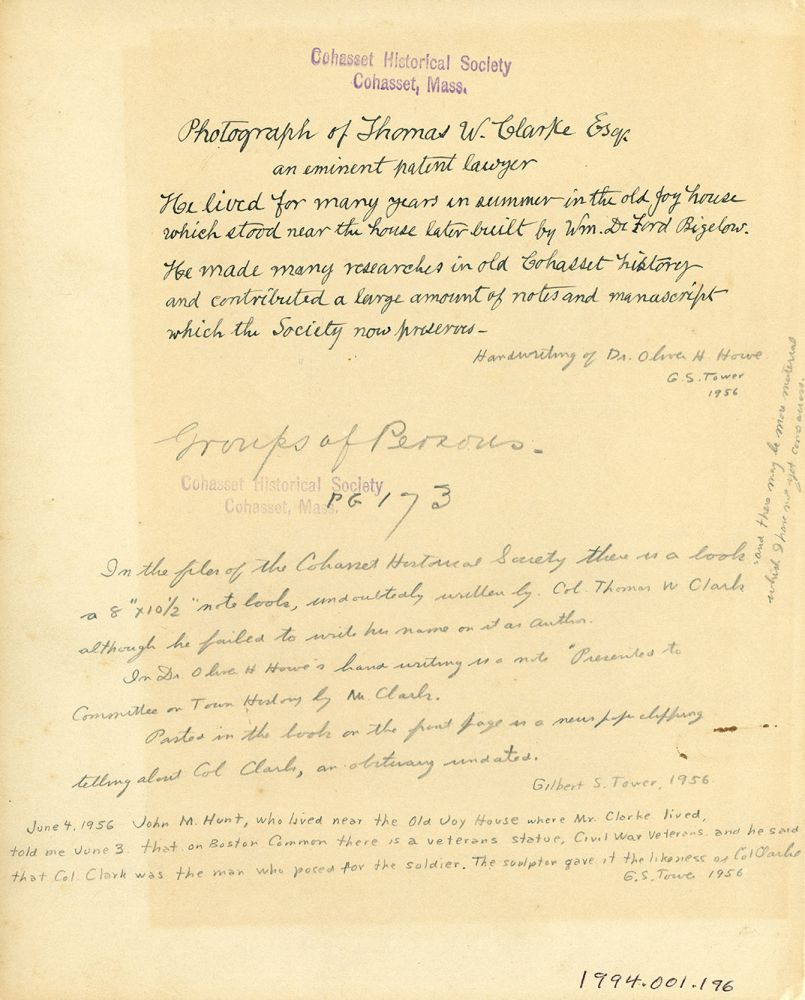 Cohasset Historical Society
Cohasset, Mass.
Photograph of Thomas W. Clarke Esq.
an eminent patent lawyer
He lived for many years in summer in the old Joy house
which stood near the house later built by Wm. De Ford Bigelow.
He made many researches in old Cohasset history
and contributed a large amount of notes and manuscript
which the Society now preserves -
Handwriting of Dr. Oliver H. Howe
G.S. Tower
1956
Groups of Persons.
Cohasset Historical Society
Cohasset, Mass.
PG 173
In the files of the Cohasset Historical Society there is a book
a 8" x 10½" note book, undoubtedly written by Col. Thomas W Clark
although he failed to write his name on it as author.
In Dr. Oliver H Howe's hand writing is a note "Presented to
Committee on Town History by Mr. Clark.
Pasted in the book on the front page is a news pape clipping
telling about Col Clark, an obituary undated.
Gilbert S. Tower, 1956.
and there may be more material
which I have not yet come across.
June 4, 1956 John M. Hunt, who lived near the Old Joy House where Mr. Clarke lived,
told me June 3. that on Boston Common there is a veterans statue, Civil War Veterans. and he said
that Col. Clark was the man who posed for the soldier. The sculptor gave it the likeness of Col Clarke
G.S. Tower 1956
1994.001.196